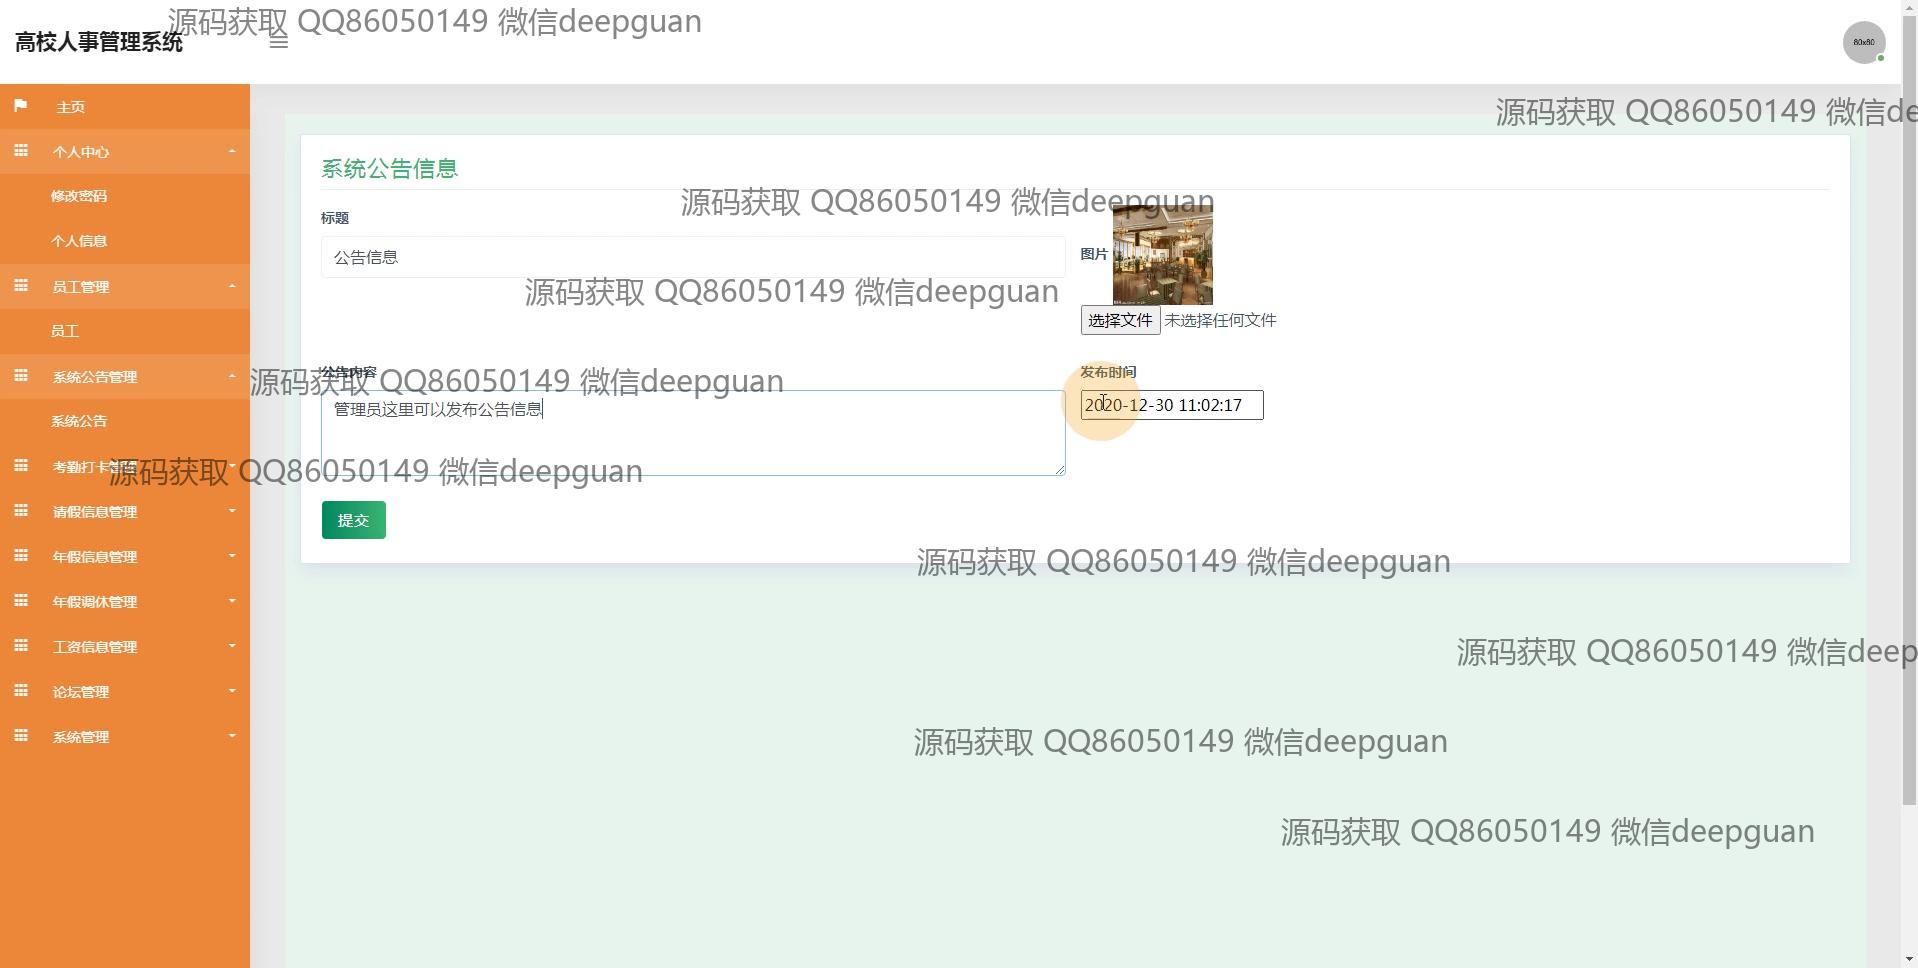 源码获取 QQ86050149 微信deepguan
高校人事管理系统
80x80
主页
源码获取 QQ86050149 微信de
个人中心
系统公告信息
修改密码
源码获取 QQ86050149 微信deepguan
标题
个人信息
公告信息
图片
员工管理
源码获取 QQ86050149 微信deepguan
选择文件 未选择任何文件
员工
公告内容
发布时间
系统公告管理
源码获取 QQ86050149 微信deepguan
管理员这里可以发布公告信息
2020-12-30 11:02:17
系统公告
考勤打卡管理
源码获取 QQ86050149 微信deepguan
请假信息管理
提交
年假信息管理
源码获取 QQ86050149 微信deepguan
年假调休管理
工资信息管理
源码获取 QQ86050149 微信deep
论坛管理
系统管理
源码获取 QQ86050149 微信deepguan
源码获取 QQ86050149 微信deepguan